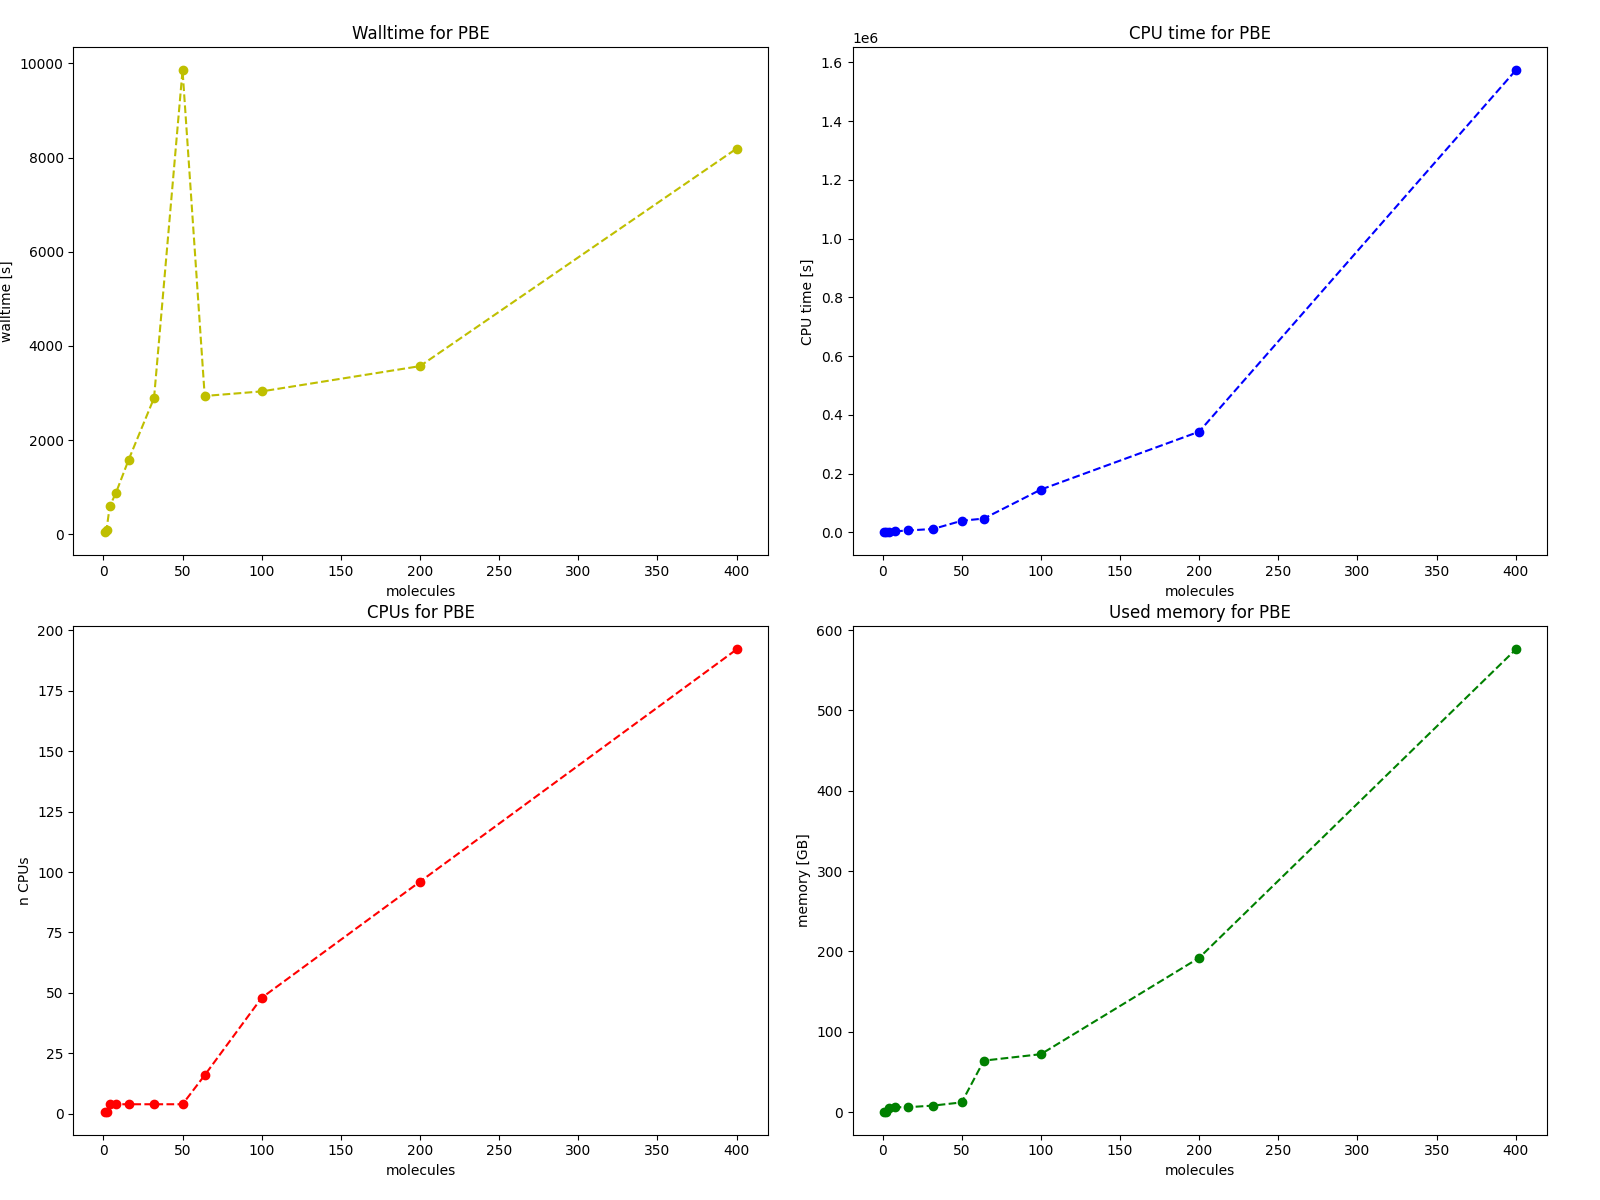 Walltime for PBE
10000
8000
6000
4000
2000
0
walltime [s]
0 50 100 150 200 250 300 350 400
molecules
CPU time for PBE
1e6
1.6
1.4
1.2
1.0
0.8
0.6
0.4
0.2
0.0
CPU time [s]
0 50 100 150 200 250 300 350 400
molecules
CPUs for PBE
200
175
150
125
100
75
50
25
0
n CPUs
0 50 100 150 200 250 300 350 400
molecules
Used memory for PBE
600
500
400
300
200
100
0
memory [GB]
0 50 100 150 200 250 300 350 400
molecules